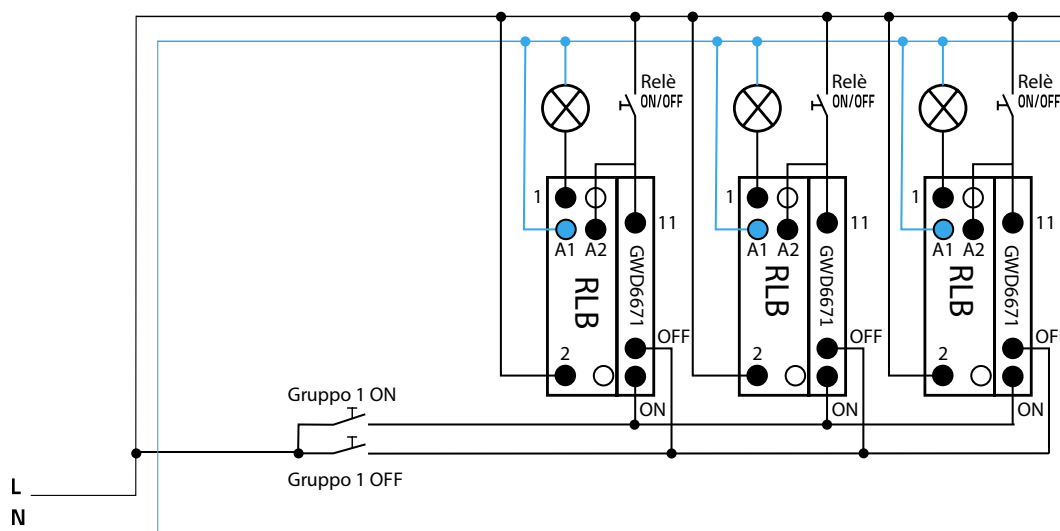 Relè
ON/OFF
Relè
ON/OFF
Relè
ON/OFF
1
11
A1
A2
RLB
GWD6671
OFF
2
ON
1
11
A1
A2
RLB
GWD6671
OFF
2
ON
1
11
A1
A2
RLB
GWD6671
OFF
2
ON
Gruppo 1 ON
Gruppo 1 OFF
L
N